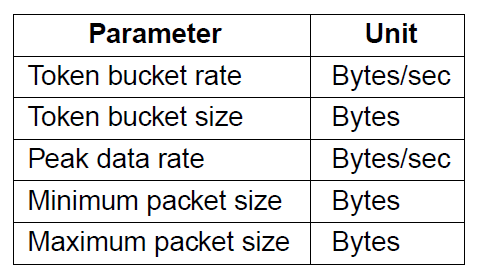 Parameter Unit
Token bucket rate Bytes/sec
Token bucket size Bytes
Peak data rate Bytes/sec
Minimum packet size Bytes
Maximum packet size Bytes